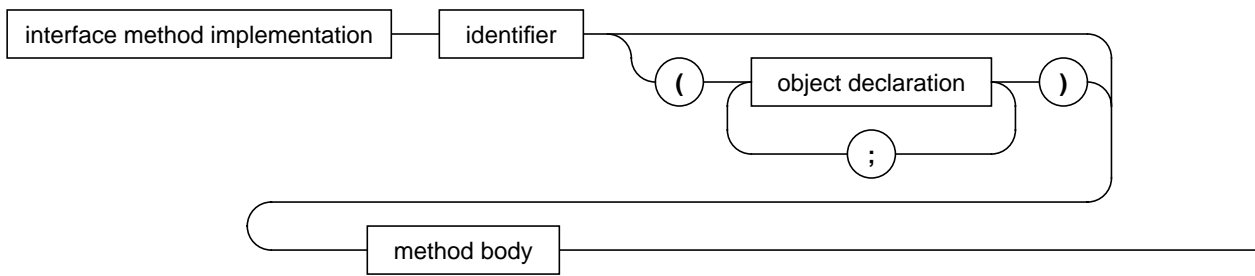 interface method implementation identifier
( object declaration )
;
method body